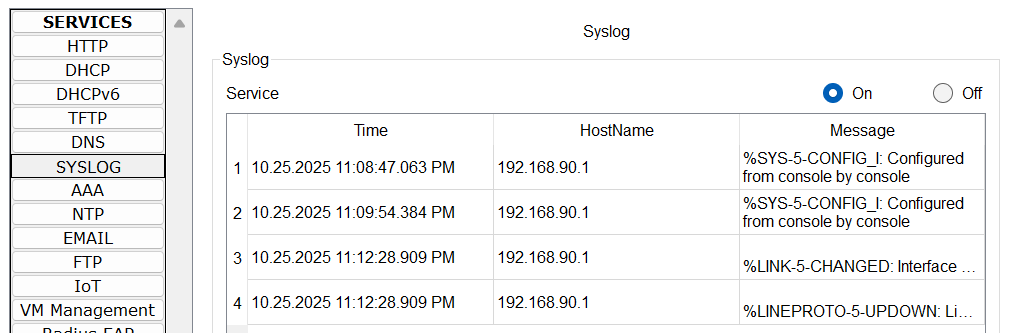 SERVICES
HTTP
DHCP
DHCPv6
TFTP
DNS
SYSLOG
AAA
NTP
EMAIL
FTP
IoT
VM Management
Radius EAP
Syslog
Syslog
Service
On
Off
Time HostName Message
1 10.25.2025 11:08:47.063 PM 192.168.90.1 %SYS-5-CONFIG_I: Configured
from console by console
2 10.25.2025 11:09:54.384 PM 192.168.90.1 %SYS-5-CONFIG_I: Configured
from console by console
3 10.25.2025 11:12:28.909 PM 192.168.90.1 %LINK-5-CHANGED: Interface ...
4 10.25.2025 11:12:28.909 PM 192.168.90.1 %LINEPROTO-5-UPDOWN: Li...